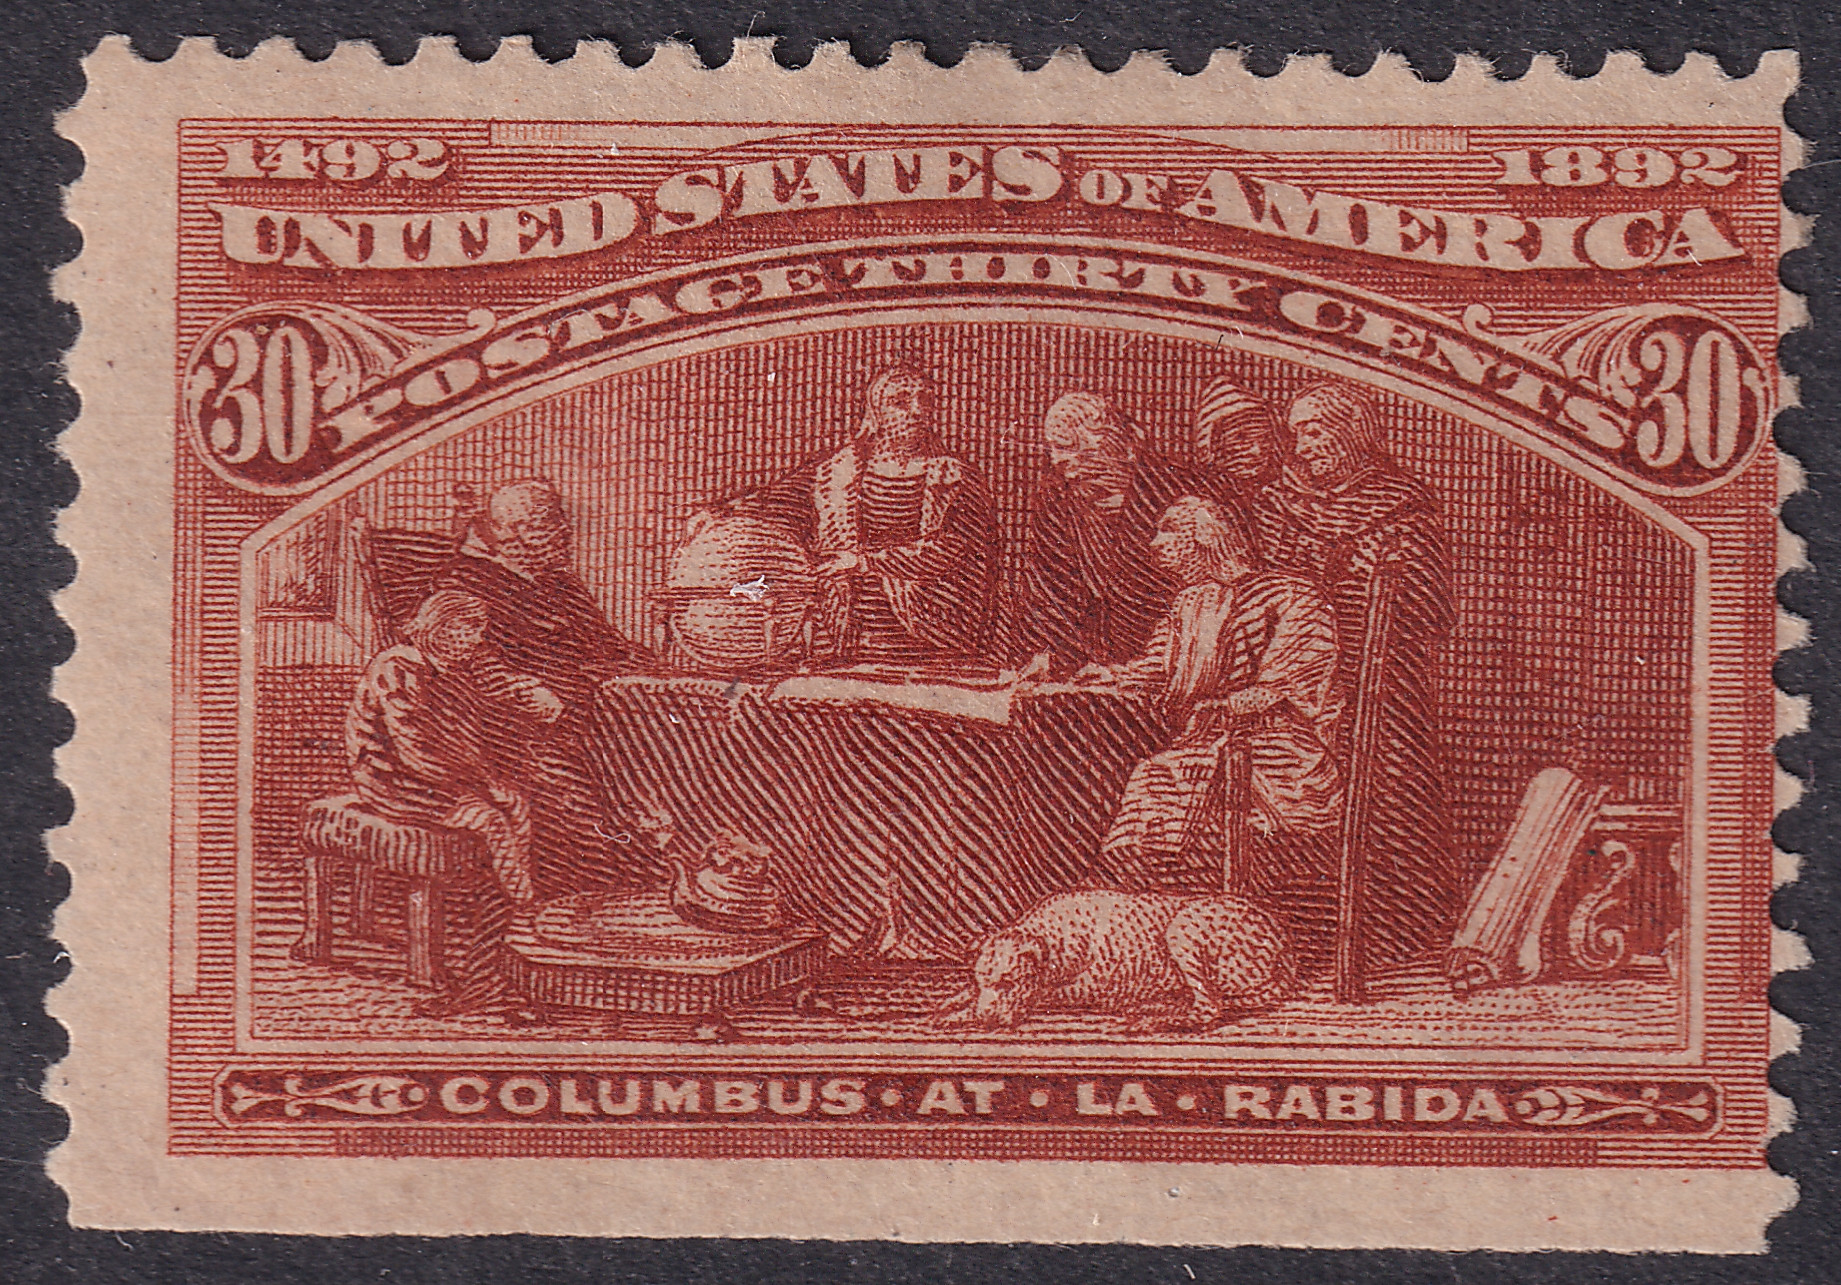 1492 1892
UNITED STATES OF AMERICA
POSTAGE THIRTY CENTS
30 30
COLUMBUS · AT · LA · RABIDA